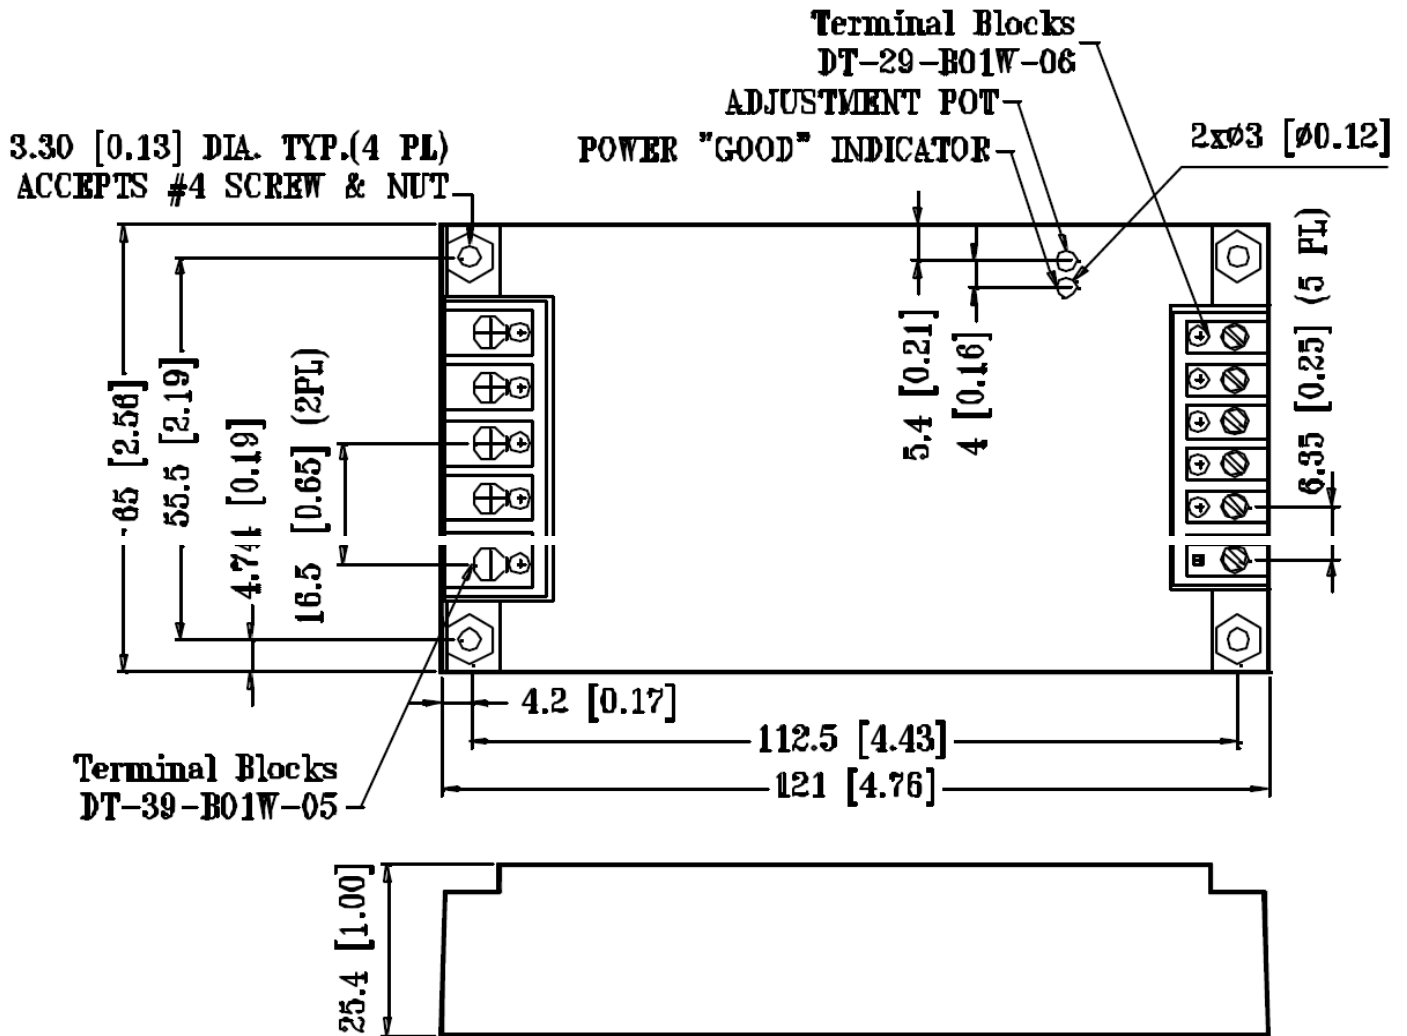 Terminal Blocks
DT-29-B01W-06
ADJUSTMENT POT
POWER "GOOD" INDICATOR
2xø3 [ø0.12]
3.30 [0.13] DIA. TYP.(4 PL)
ACCEPTS #4 SCREW & NUT
65 [2.56]
55.5 [2.19]
4.74 [0.19]
16.5 [0.65] (2PL)
5.4 [0.21]
4 [0.16]
6.35 [0.25] (5 PL)
4.2 [0.17]
112.5 [4.43]
121 [4.76]
Terminal Blocks
DT-39-B01W-05
25.4 [1.00]